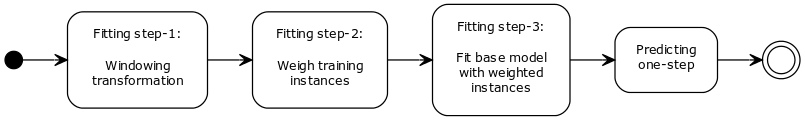 Fitting step-1:
Windowing
transformation
Fitting step-2:
Weigh training
instances
Fitting step-3:
Fit base model
with weighted
instances
Predicting
one-step